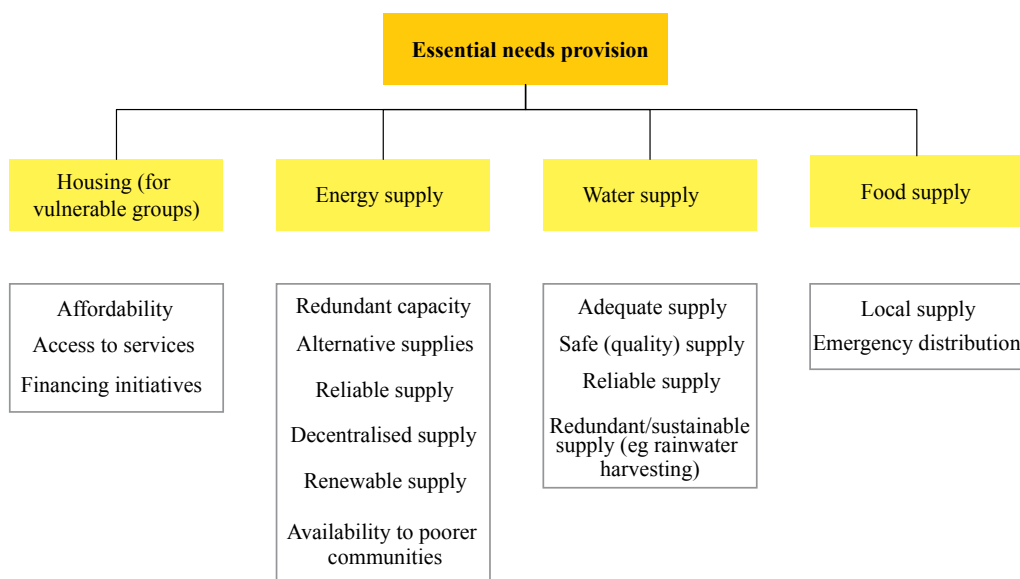 Essential needs provision
Housing (for
vulnerable groups)
Energy supply
Water supply
Food supply
Affordability
Access to services
Financing initiatives
Redundant capacity
Alternative supplies
Reliable supply
Decentralised supply
Renewable supply
Availability to poorer
communities
Adequate supply
Safe (quality) supply
Reliable supply
Redundant/sustainable
supply (eg rainwater
harvesting)
Local supply
Emergency distribution